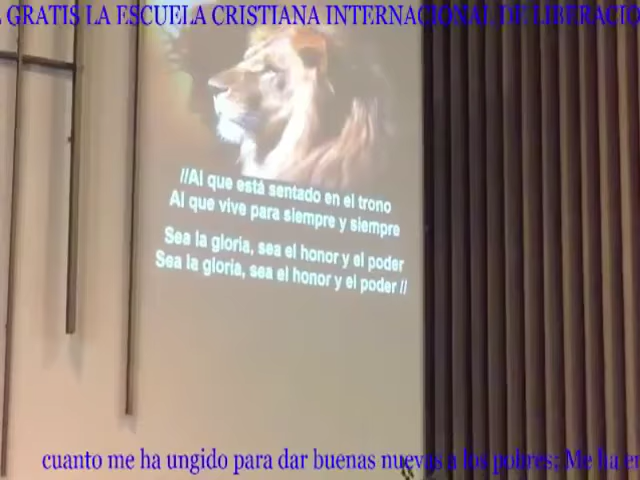 GRATIS LA ESCUELA CRISTIANA INTERNACIONAL DE LIBERACIO
//Al que está sentado en el trono
Al que vive para siempre y siempre
Sea la gloria, sea el honor y el poder
Sea la gloria, sea el honor y el poder //
cuanto me ha ungido para dar buenas nuevas a los pobres; Me ha en